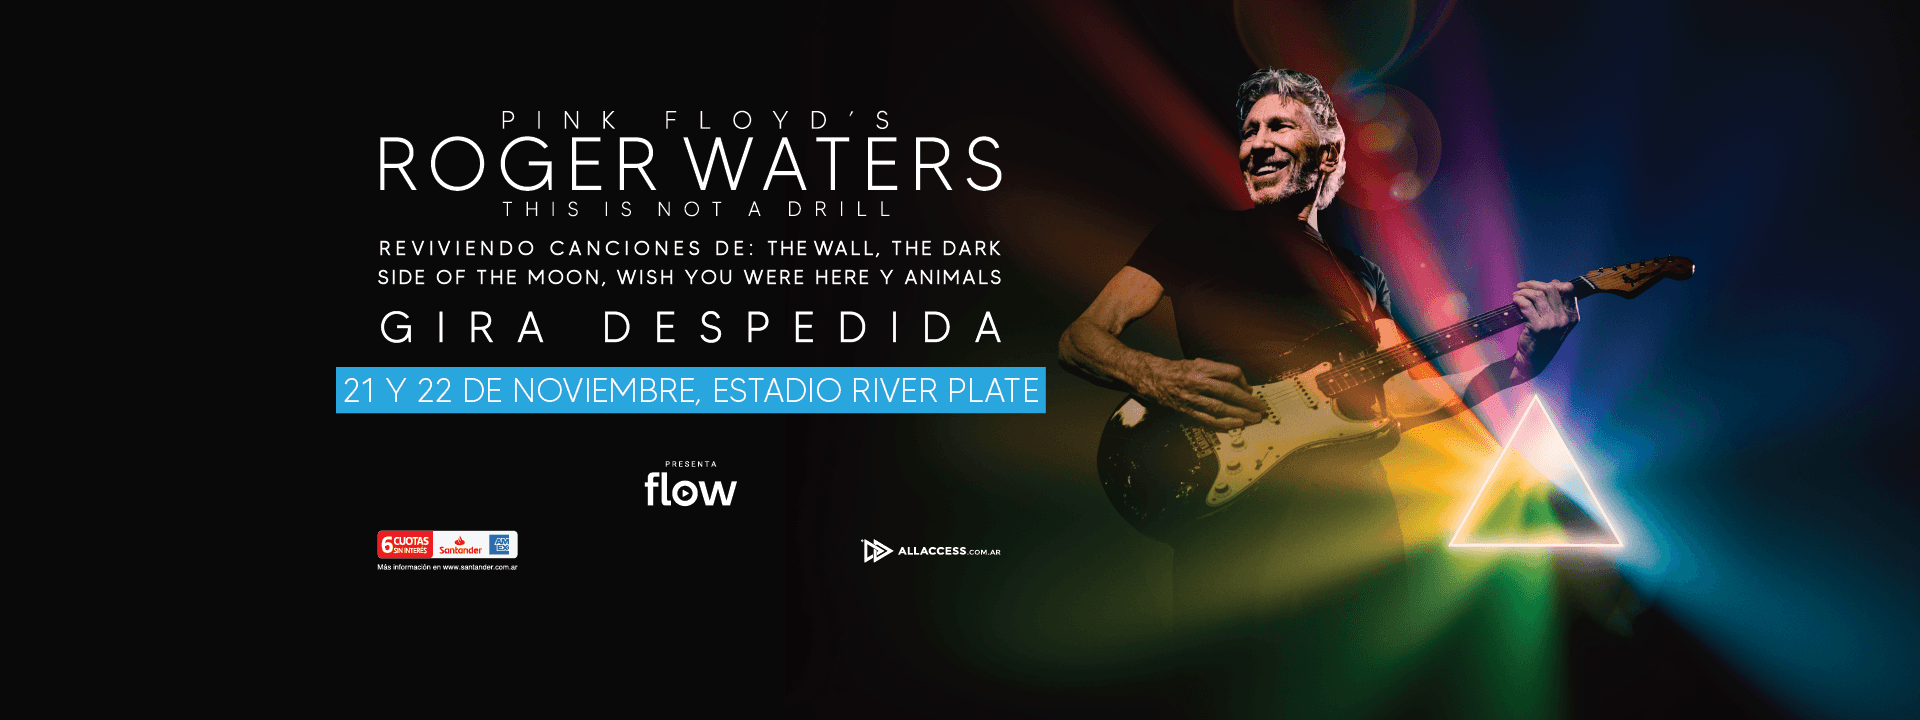 PINK FLOYD'S
ROGER WATERS
THIS IS NOT A DRILL
REVIVIENDO CANCIONES DE: THE WALL, THE DARK
SIDE OF THE MOON, WISH YOU WERE HERE Y ANIMALS
GIRA DESPEDIDA
21 Y 22 DE NOVIEMBRE, ESTADIO RIVER PLATE
PRESENTA
flow
6 CUOTAS
SIN INTERÉS
Santander
AM
EX
Más información en www.santander.com.ar
ALLACCESS.COM.AR